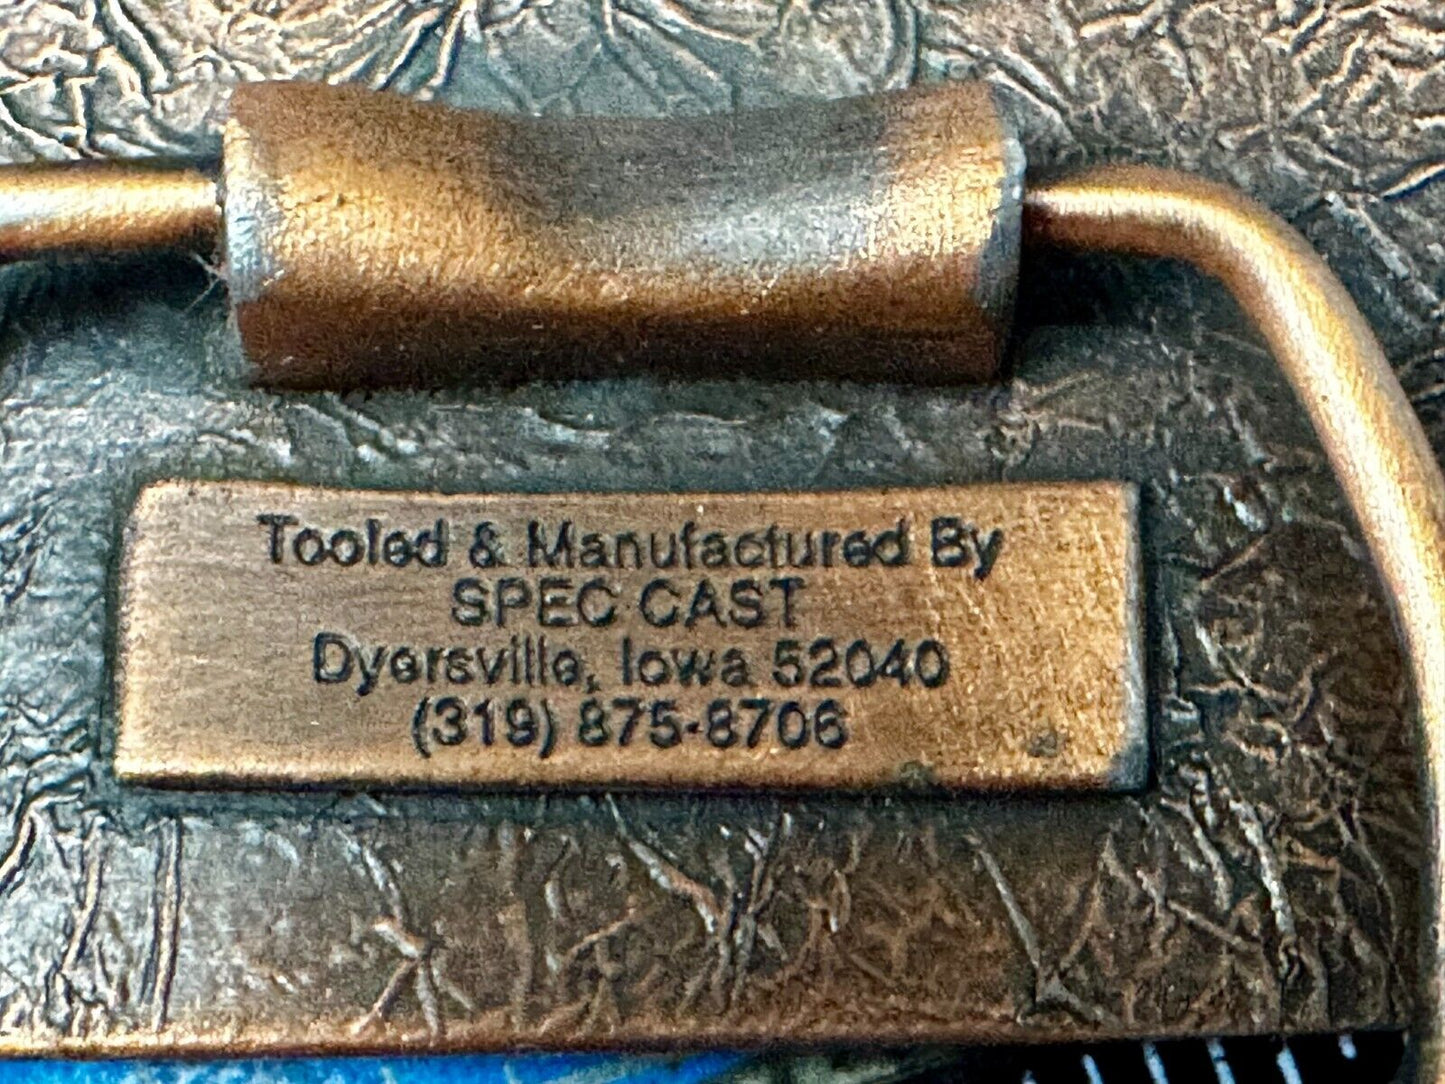 Tooled & Manufactured By
SPEC CAST
Dyersville, Iowa 52040
(319) 875-8706